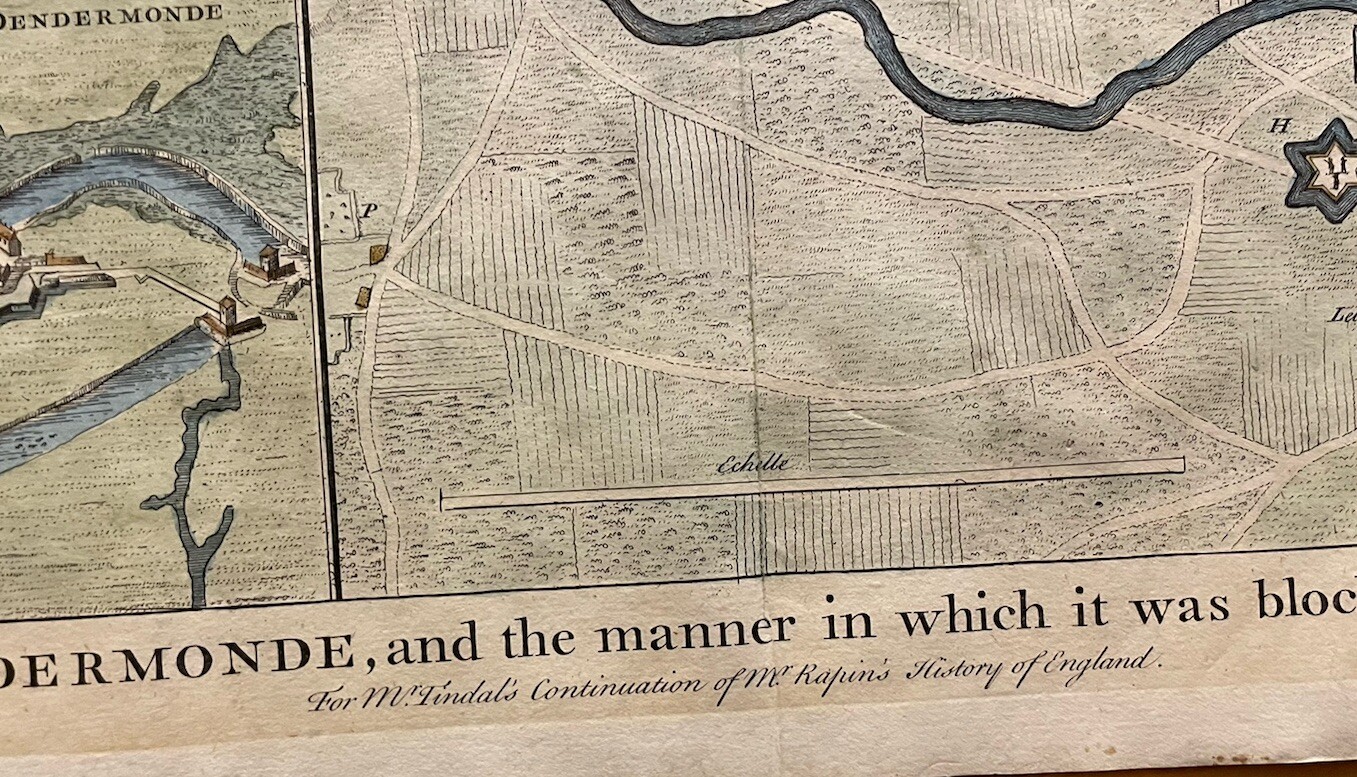 DENDERMONDE
P
H
Echelle
DERMONDE, and the manner in which it was bloc
For Mr. Tindal's Continuation of Mr. Rapin's History of England.